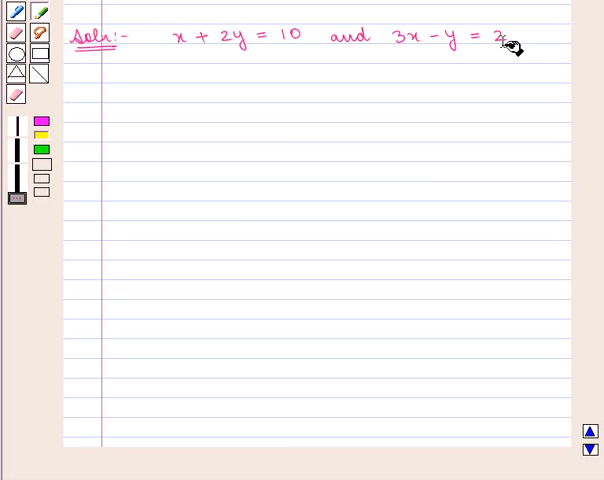 Soln:- x + 2y = 10 and 3x - y = 2